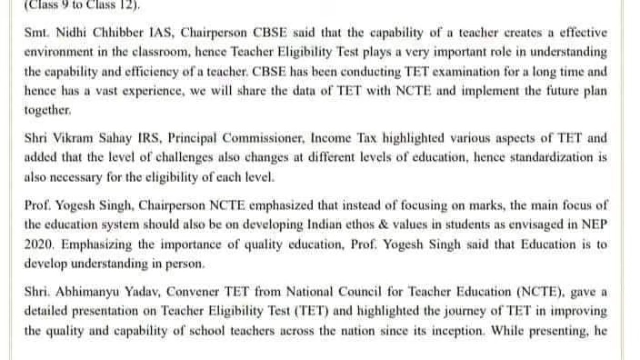 (Class 9 to Class 12).
Smt. Nidhi Chhibber IAS, Chairperson CBSE said that the capability of a teacher creates a effective
environment in the classroom, hence Teacher Eligibility Test plays a very important role in understanding
the capability and efficiency of a teacher. CBSE has been conducting TET examination for a long time and
hence has a vast experience, we will share the data of TET with NCTE and implement the future plan
together.
Shri Vikram Sahay IRS, Principal Commissioner, Income Tax highlighted various aspects of TET and
added that the level of challenges also changes at different levels of education, hence standardization is
also necessary for the eligibility of each level.
Prof. Yogesh Singh, Chairperson NCTE emphasized that instead of focusing on marks, the main focus of
the education system should also be on developing Indian ethos & values in students as envisaged in NEP
2020. Emphasizing the importance of quality education, Prof. Yogesh Singh said that Education is to
develop understanding in person.
Shri. Abhimanyu Yadav, Convener TET from National Council for Teacher Education (NCTE), gave a
detailed presentation on Teacher Eligibility Test (TET) and highlighted the journey of TET in improving
the quality and capability of school teachers across the nation since its inception. While presenting, he